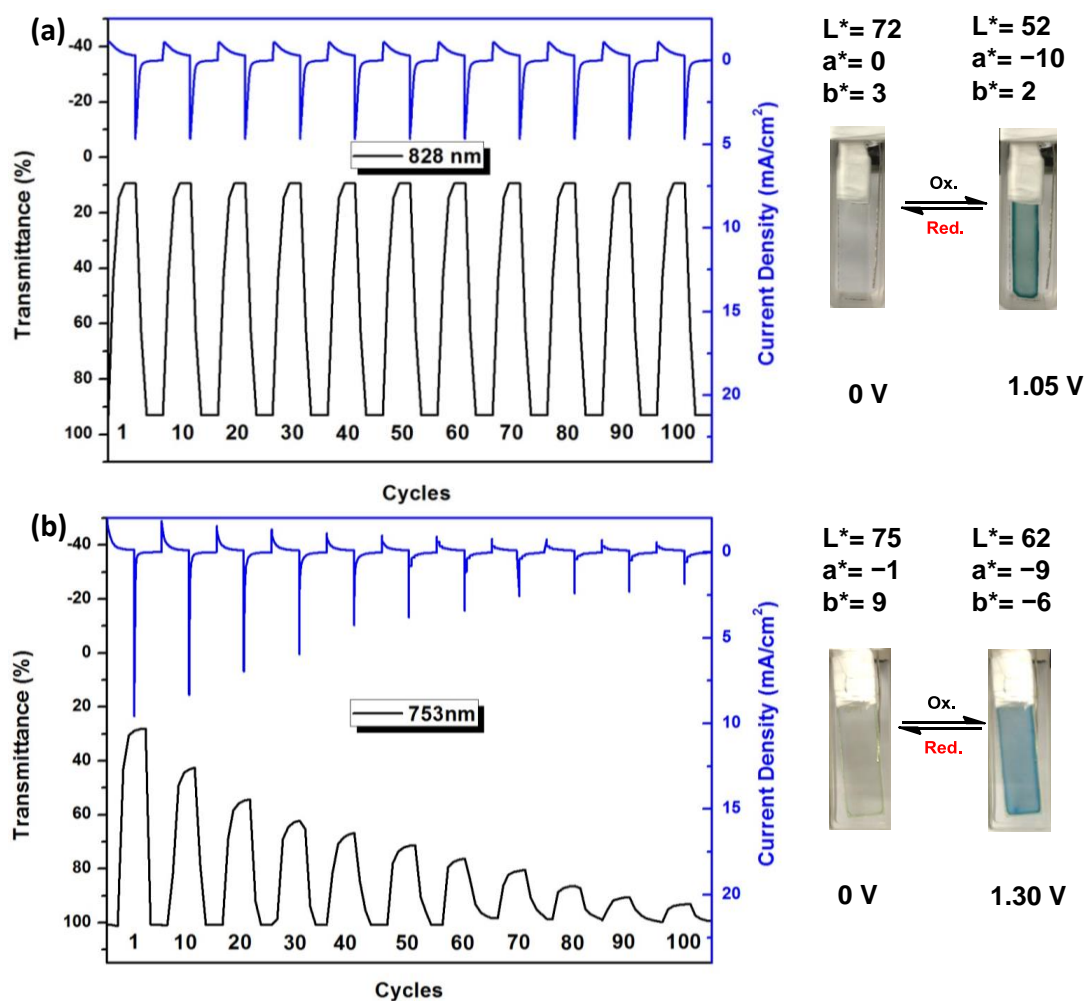 (a)
-40
-20
0
20
40
60
80
100
Transmittance (%)
828 nm
1 10 20 30 40 50 60 70 80 90 100
Cycles
0
5
10
15
20
Current Density (mA/cm²)
L*= 72
a*= 0
b*= 3
L*= 52
a*= −10
b*= 2
Ox.
Red.
0 V
1.05 V
(b)
-40
-20
0
20
40
60
80
100
Transmittance (%)
753nm
1 10 20 30 40 50 60 70 80 90 100
Cycles
0
5
10
15
20
Current Density (mA/cm²)
L*= 75
a*= −1
b*= 9
L*= 62
a*= −9
b*= −6
Ox.
Red.
0 V
1.30 V